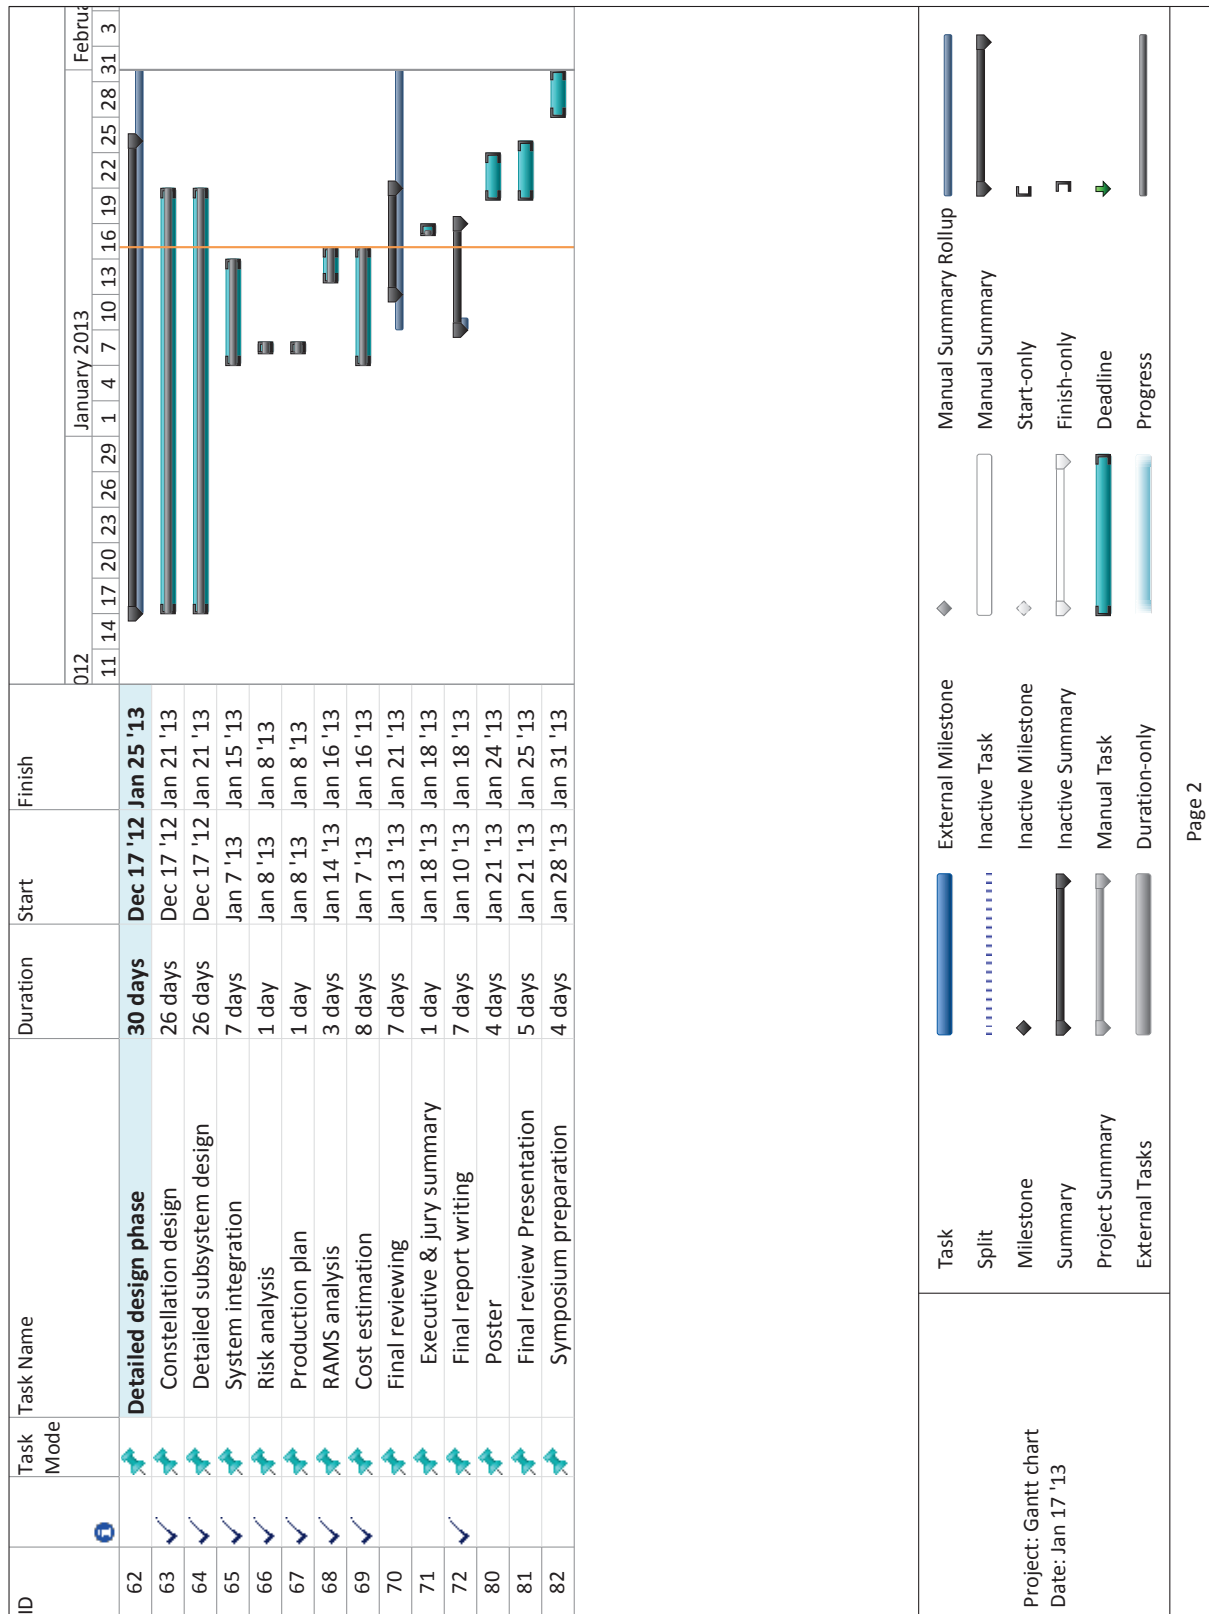 ID Task Mode Task Name Duration Start Finish
012 January 2013 Februa
11 14 17 20 23 26 29 1 4 7 10 13 16 19 22 25 28 31 3
62 Detailed design phase 30 days Dec 17 '12 Jan 25 '13
63 Constellation design 26 days Dec 17 '12 Jan 21 '13
64 Detailed subsystem design 26 days Dec 17 '12 Jan 21 '13
65 System integration 7 days Jan 7 '13 Jan 15 '13
66 Risk analysis 1 day Jan 8 '13 Jan 8 '13
67 Production plan 1 day Jan 8 '13 Jan 8 '13
68 RAMS analysis 3 days Jan 14 '13 Jan 16 '13
69 Cost estimation 8 days Jan 7 '13 Jan 16 '13
70 Final reviewing 7 days Jan 13 '13 Jan 21 '13
71 Executive & jury summary 1 day Jan 18 '13 Jan 18 '13
72 Final report writing 7 days Jan 10 '13 Jan 18 '13
80 Poster 4 days Jan 21 '13 Jan 24 '13
81 Final review Presentation 5 days Jan 21 '13 Jan 25 '13
82 Symposium preparation 4 days Jan 28 '13 Jan 31 '13
Project: Gantt chart
Date: Jan 17 '13
Task External Milestone Manual Summary Rollup
Split Inactive Task Manual Summary
Milestone Inactive Milestone Start-only
Summary Inactive Summary Finish-only
Project Summary Manual Task Deadline
External Tasks Duration-only Progress
Page 2